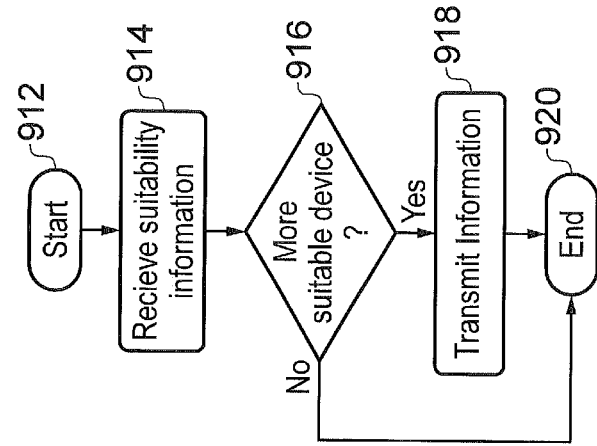 Start
912
Recieve suitability
information
914
More
suitable device
?
916
No
Yes
Transmit Information
918
End
920